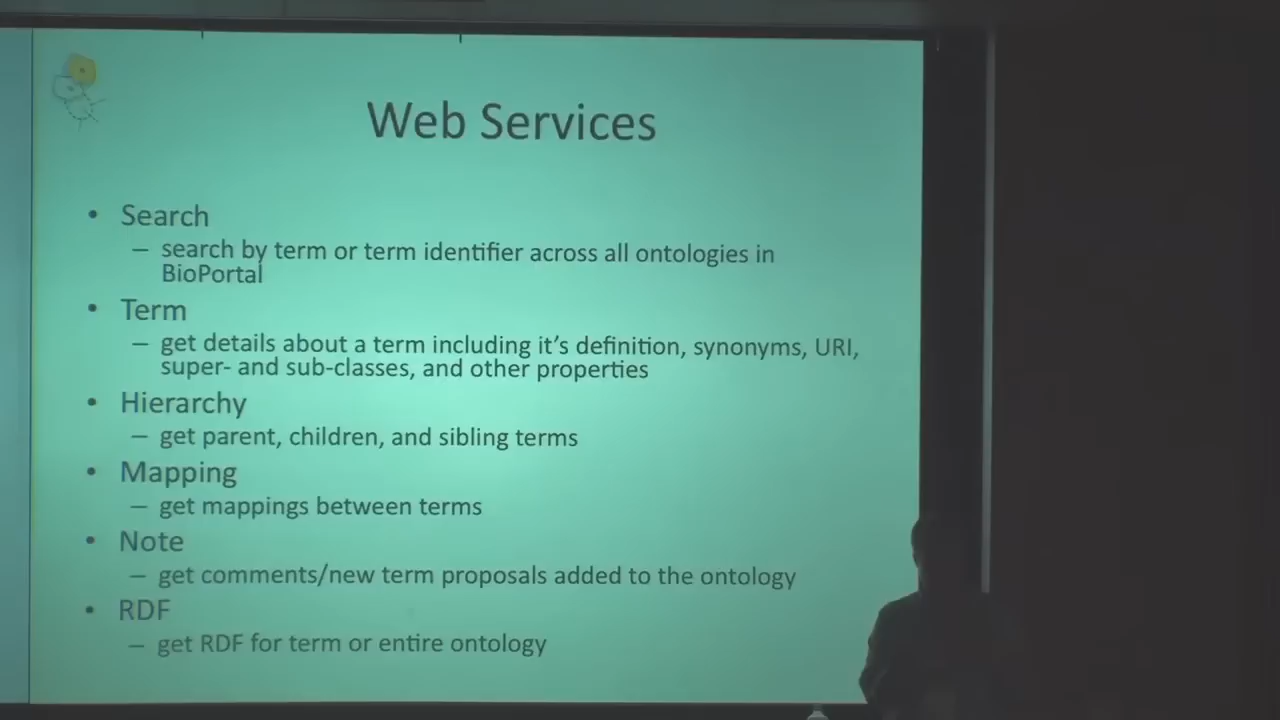 Web Services
• Search
– search by term or term identifier across all ontologies in
BioPortal
• Term
– get details about a term including it's definition, synonyms, URI,
super- and sub-classes, and other properties
• Hierarchy
– get parent, children, and sibling terms
• Mapping
– get mappings between terms
• Note
– get comments/new term proposals added to the ontology
• RDF
– get RDF for term or entire ontology